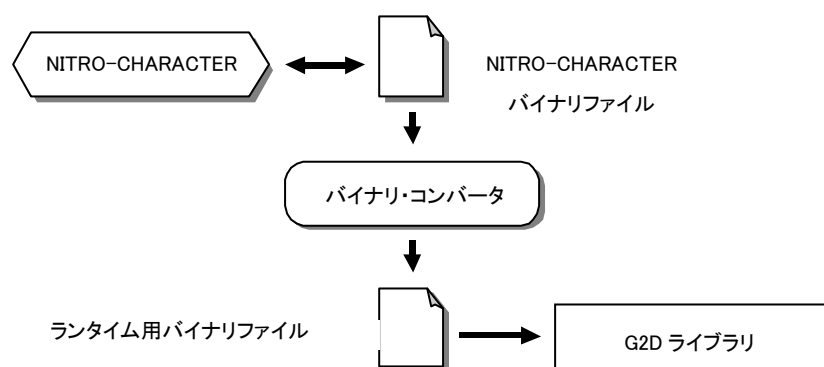 NITRO-CHARACTER
NITRO-CHARACTER
バイナリファイル
バイナリ・コンバータ
ランタイム用バイナリファイル
G2D ライブラリ